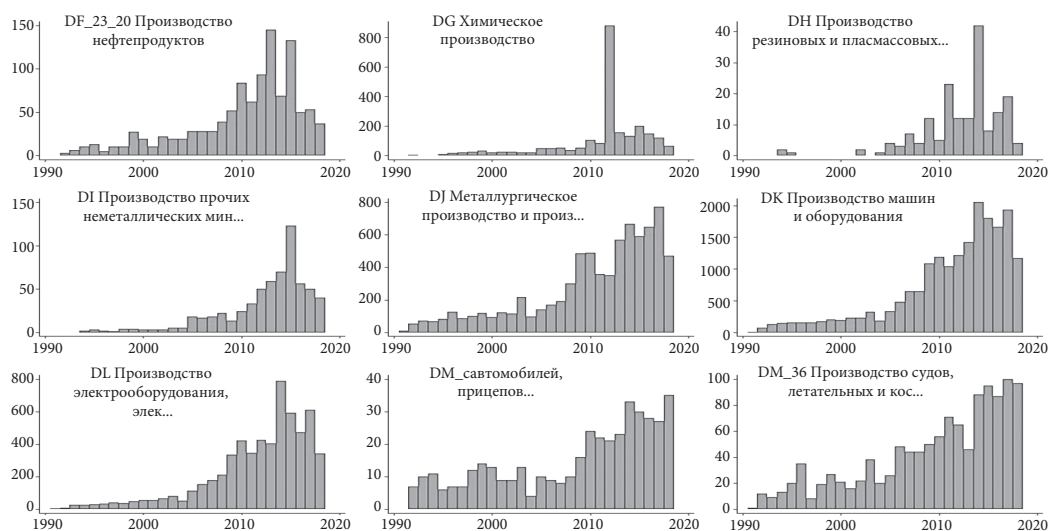 DF_23_20 Производство
нефтепродуктов
150
100
50
0
1990 2000 2010 2020
DG Химическое
производство
800
600
400
200
0
1990 2000 2010 2020
DH Производство
резиновых и пласмассовых...
40
30
20
10
0
1990 2000 2010 2020
DI Производство прочих
неметаллических мин...
150
100
50
0
1990 2000 2010 2020
DJ Металлургическое
производство и произ...
800
600
400
200
0
1990 2000 2010 2020
DK Производство машин
и оборудования
2000
1500
1000
500
0
1990 2000 2010 2020
DL Производство
электрооборудования,
элек...
800
600
400
200
0
1990 2000 2010 2020
DM_cавтомобилей,
прицепов...
40
30
20
10
0
1990 2000 2010 2020
DM_36 Производство судов,
летательных и кос...
100
80
60
40
20
0
1990 2000 2010 2020